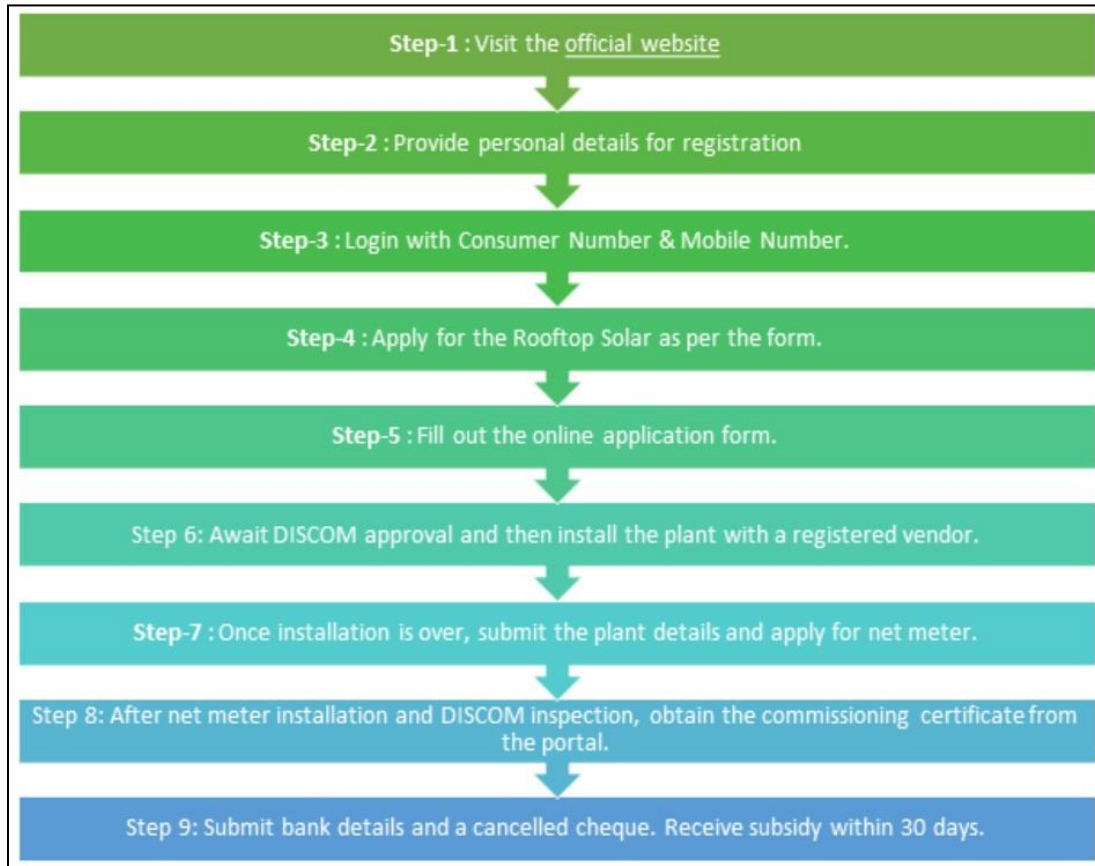 Step-1 : Visit the official website
Step-2 : Provide personal details for registration
Step-3 : Login with Consumer Number & Mobile Number.
Step-4 : Apply for the Rooftop Solar as per the form.
Step-5 : Fill out the online application form.
Step 6: Await DISCOM approval and then install the plant with a registered vendor.
Step-7 : Once installation is over, submit the plant details and apply for net meter.
Step 8: After net meter installation and DISCOM inspection, obtain the commissioning certificate from
the portal.
Step 9: Submit bank details and a cancelled cheque. Receive subsidy within 30 days.